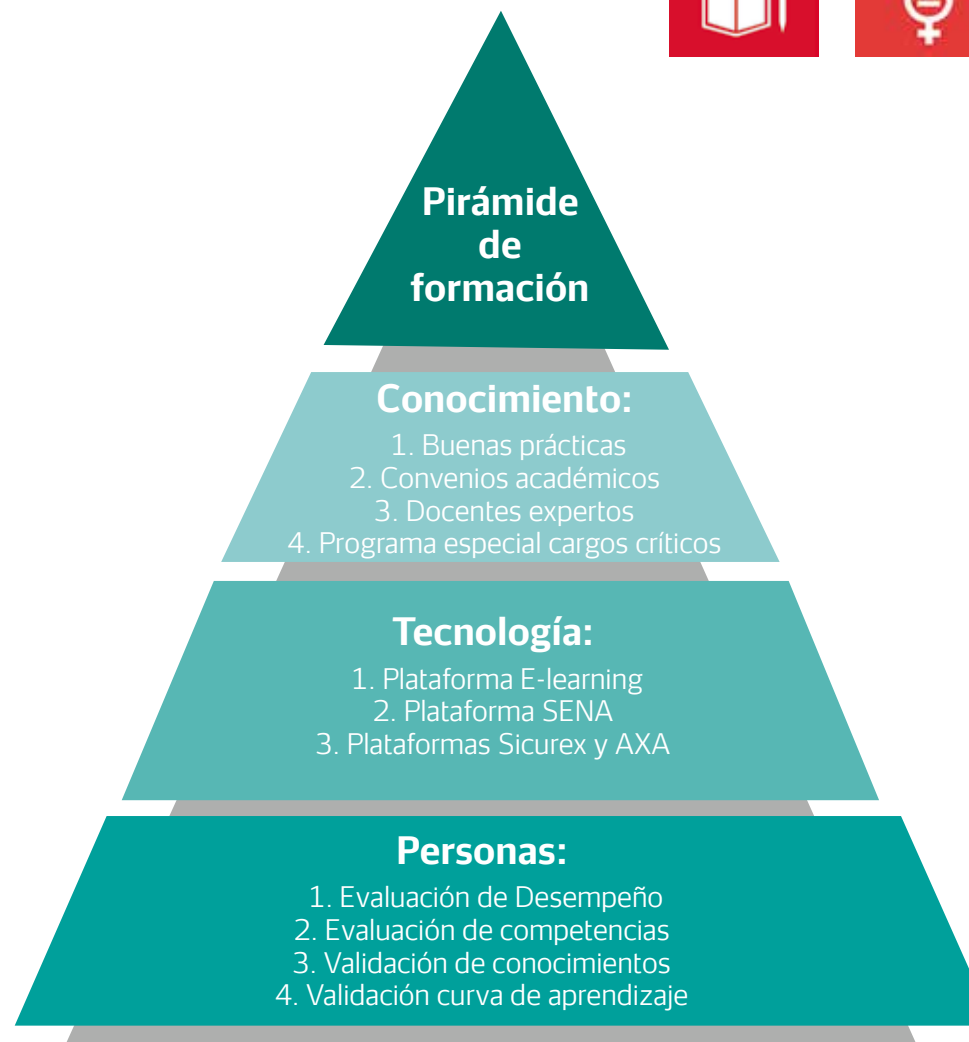 Pirámide
de
formación
Conocimiento:
1. Buenas prácticas
2. Convenios académicos
3. Docentes expertos
4. Programa especial cargos críticos
Tecnología:
1. Plataforma E-learning
2. Plataforma SENA
3. Plataformas Sicurex y AXA
Personas:
1. Evaluación de Desempeño
2. Evaluación de competencias
3. Validación de conocimientos
4. Validación curva de aprendizaje